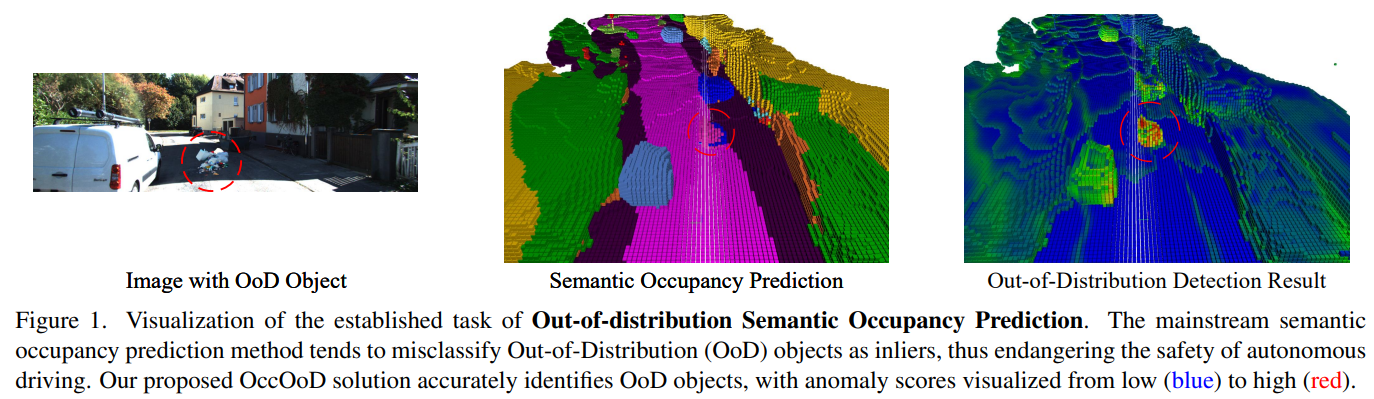 Image with OoD Object
Semantic Occupancy Prediction
Out-of-Distribution Detection Result
Figure 1. Visualization of the established task of Out-of-distribution Semantic Occupancy Prediction. The mainstream semantic
occupancy prediction method tends to misclassify Out-of-Distribution (OoD) objects as inliers, thus endangering the safety of autonomous
driving. Our proposed OccOoD solution accurately identifies OoD objects, with anomaly scores visualized from low (blue) to high (red).